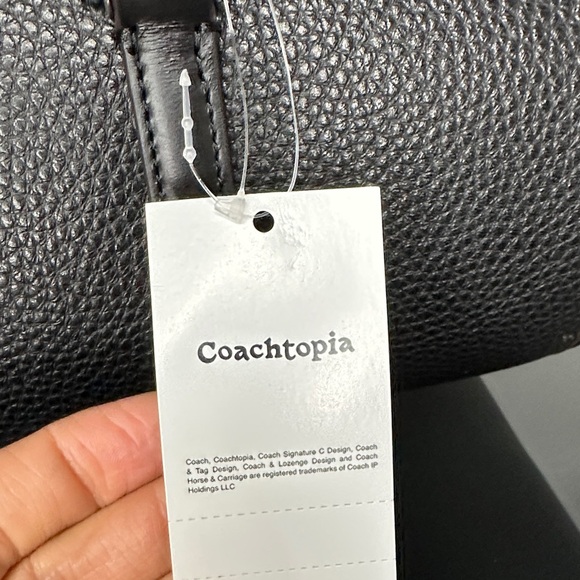 Coachtopia
Coach, Coachtopia, Coach Signature C Design, Coach
& Tag Design, Coach & Lozenge Design and Coach
Horse & Carriage are registered trademarks of Coach IP
Holdings LLC